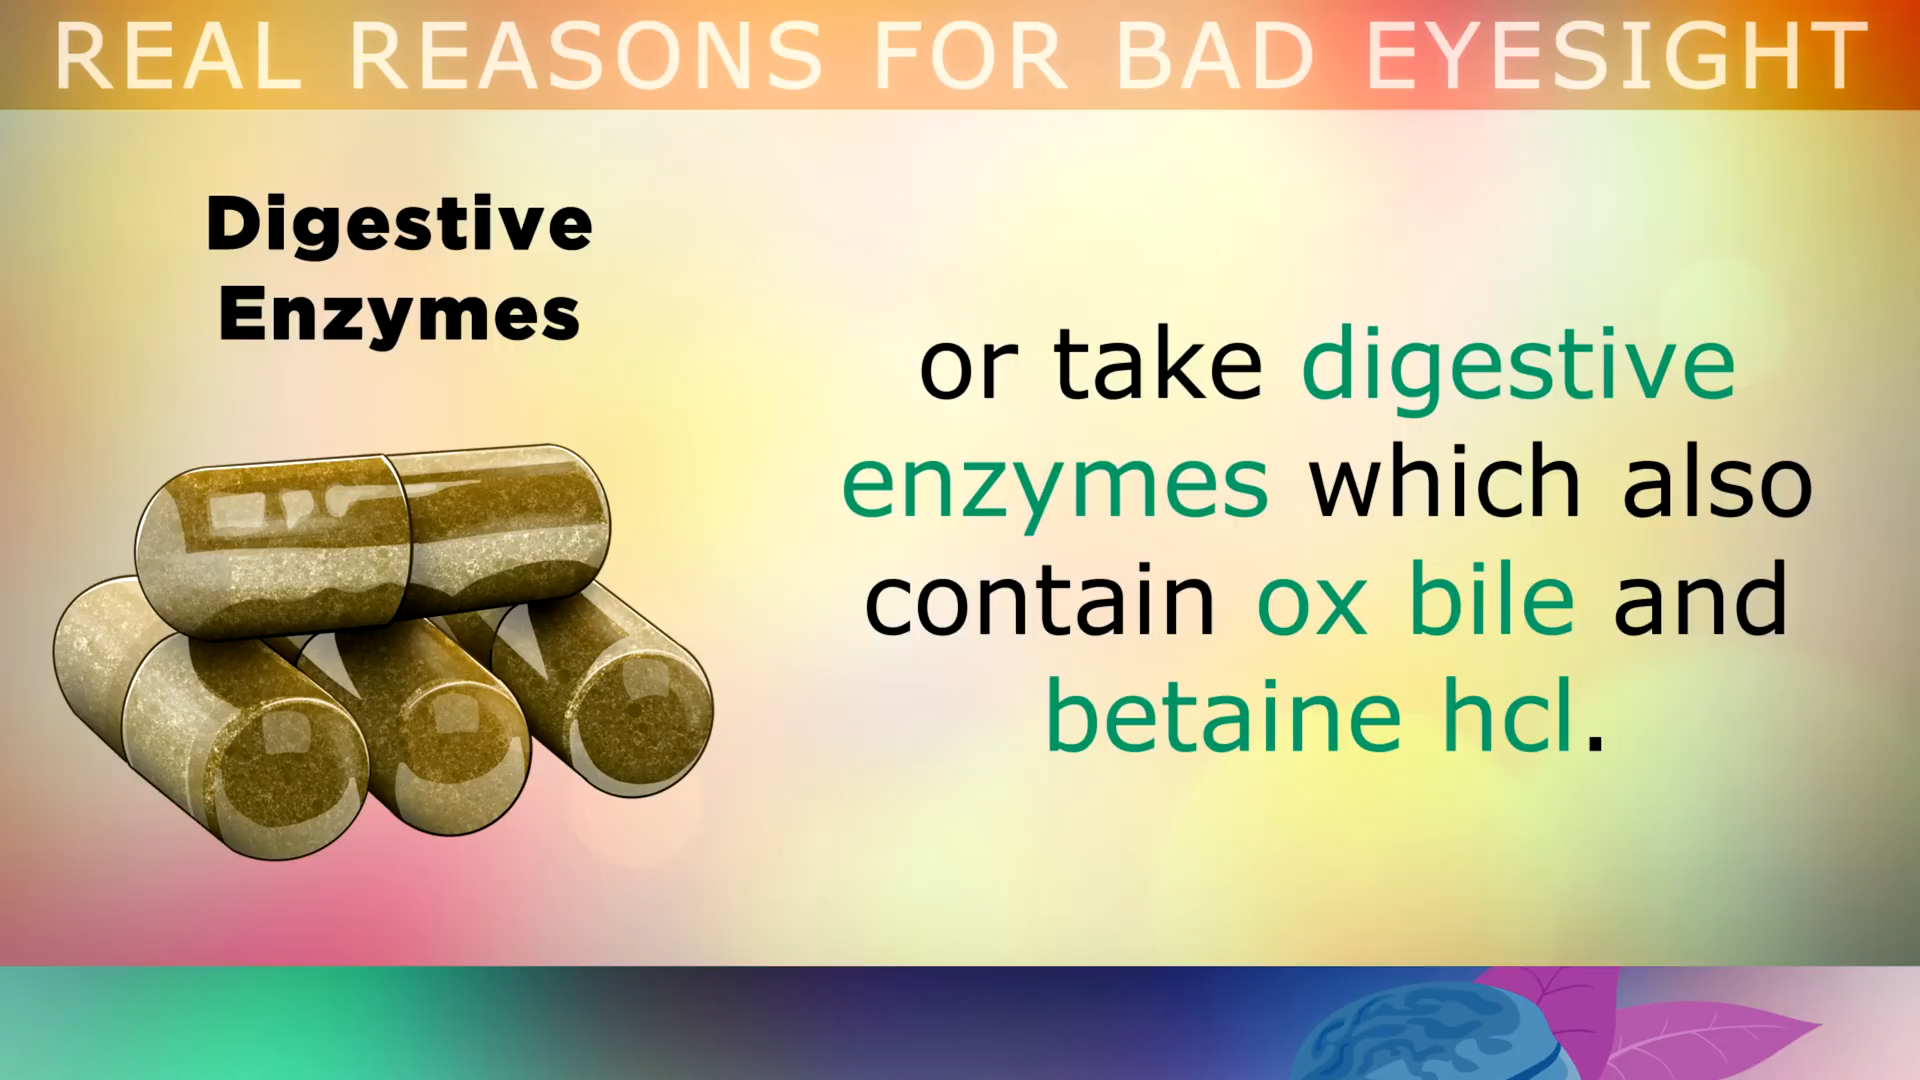 REAL REASONS FOR BAD EYESIGHT
Digestive
Enzymes
or take digestive
enzymes which also
contain ox bile and
betaine hcl.